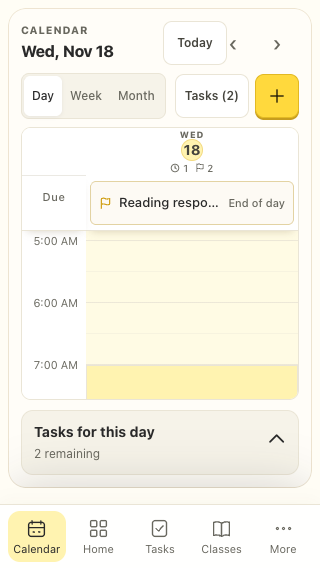 CALENDAR
Wed, Nov 18
Today
Day Week Month Tasks (2)
WED
18
1 2
Due Reading respo... End of day
5:00 AM
6:00 AM
7:00 AM
Tasks for this day
2 remaining
Calendar Home Tasks Classes More